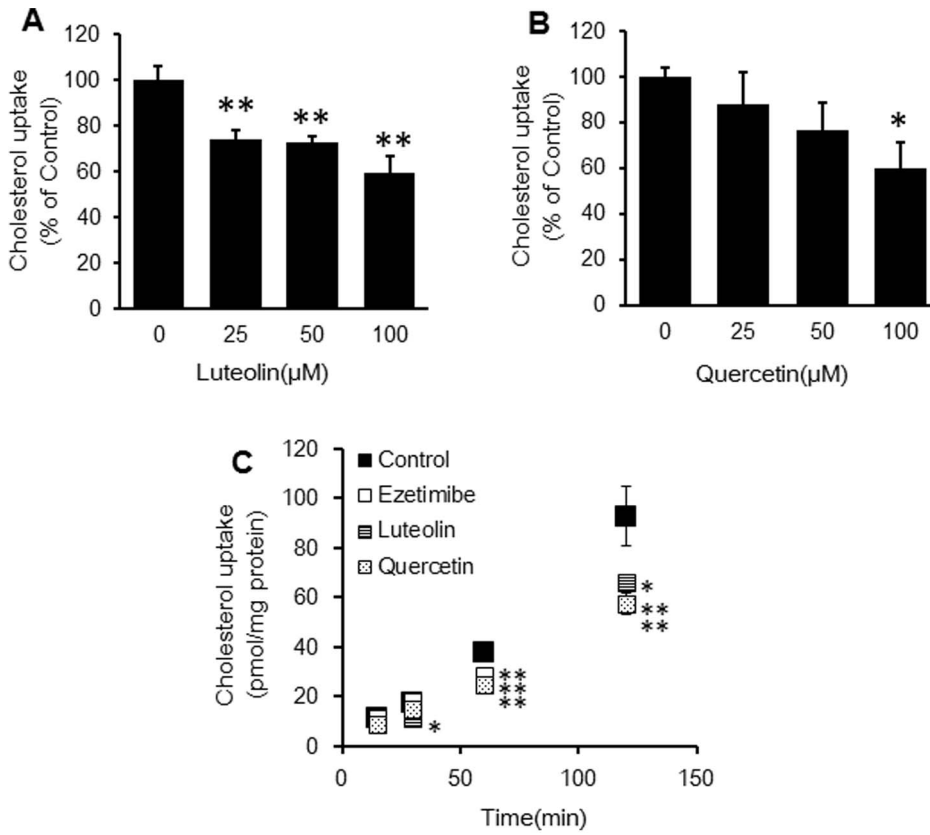 A
Cholesterol uptake
(% of Control)
120
100
80
60
40
20
0
**
**
**
0 25 50 100
Luteolin(µM)
B
Cholesterol uptake
(% of Control)
120
100
80
60
40
20
0
*
0 25 50 100
Quercetin(µM)
C
Cholesterol uptake
(pmol/mg protein)
120
100
80
60
40
20
0
Control
Ezetimibe
Luteolin
Quercetin
*
**
**
**
*
**
**
0 50 100 150
Time(min)